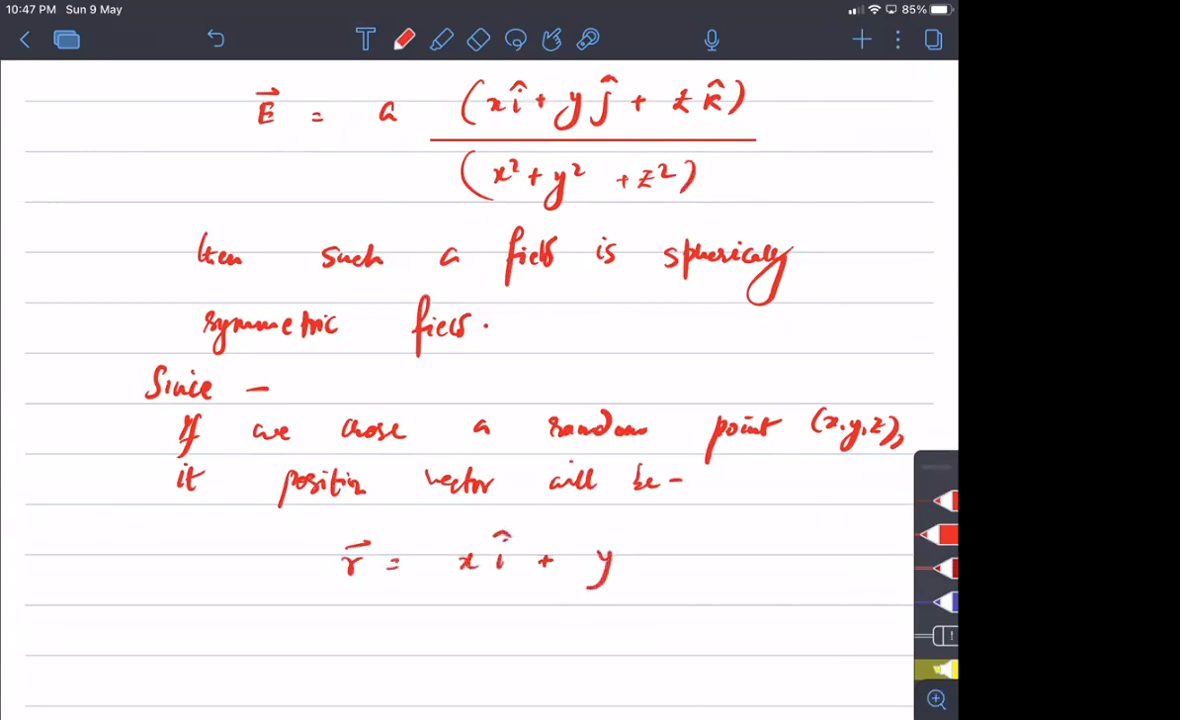 10:47 PM Sun 9 May 85%
E⃗ = a (xî + yĵ + zk̂) / (x² + y² + z²)
then such a field is spherically
symmetric field.
Since -
If we chose a random point (x,y,z),
it position vector will be -
r⃗ = xî + y